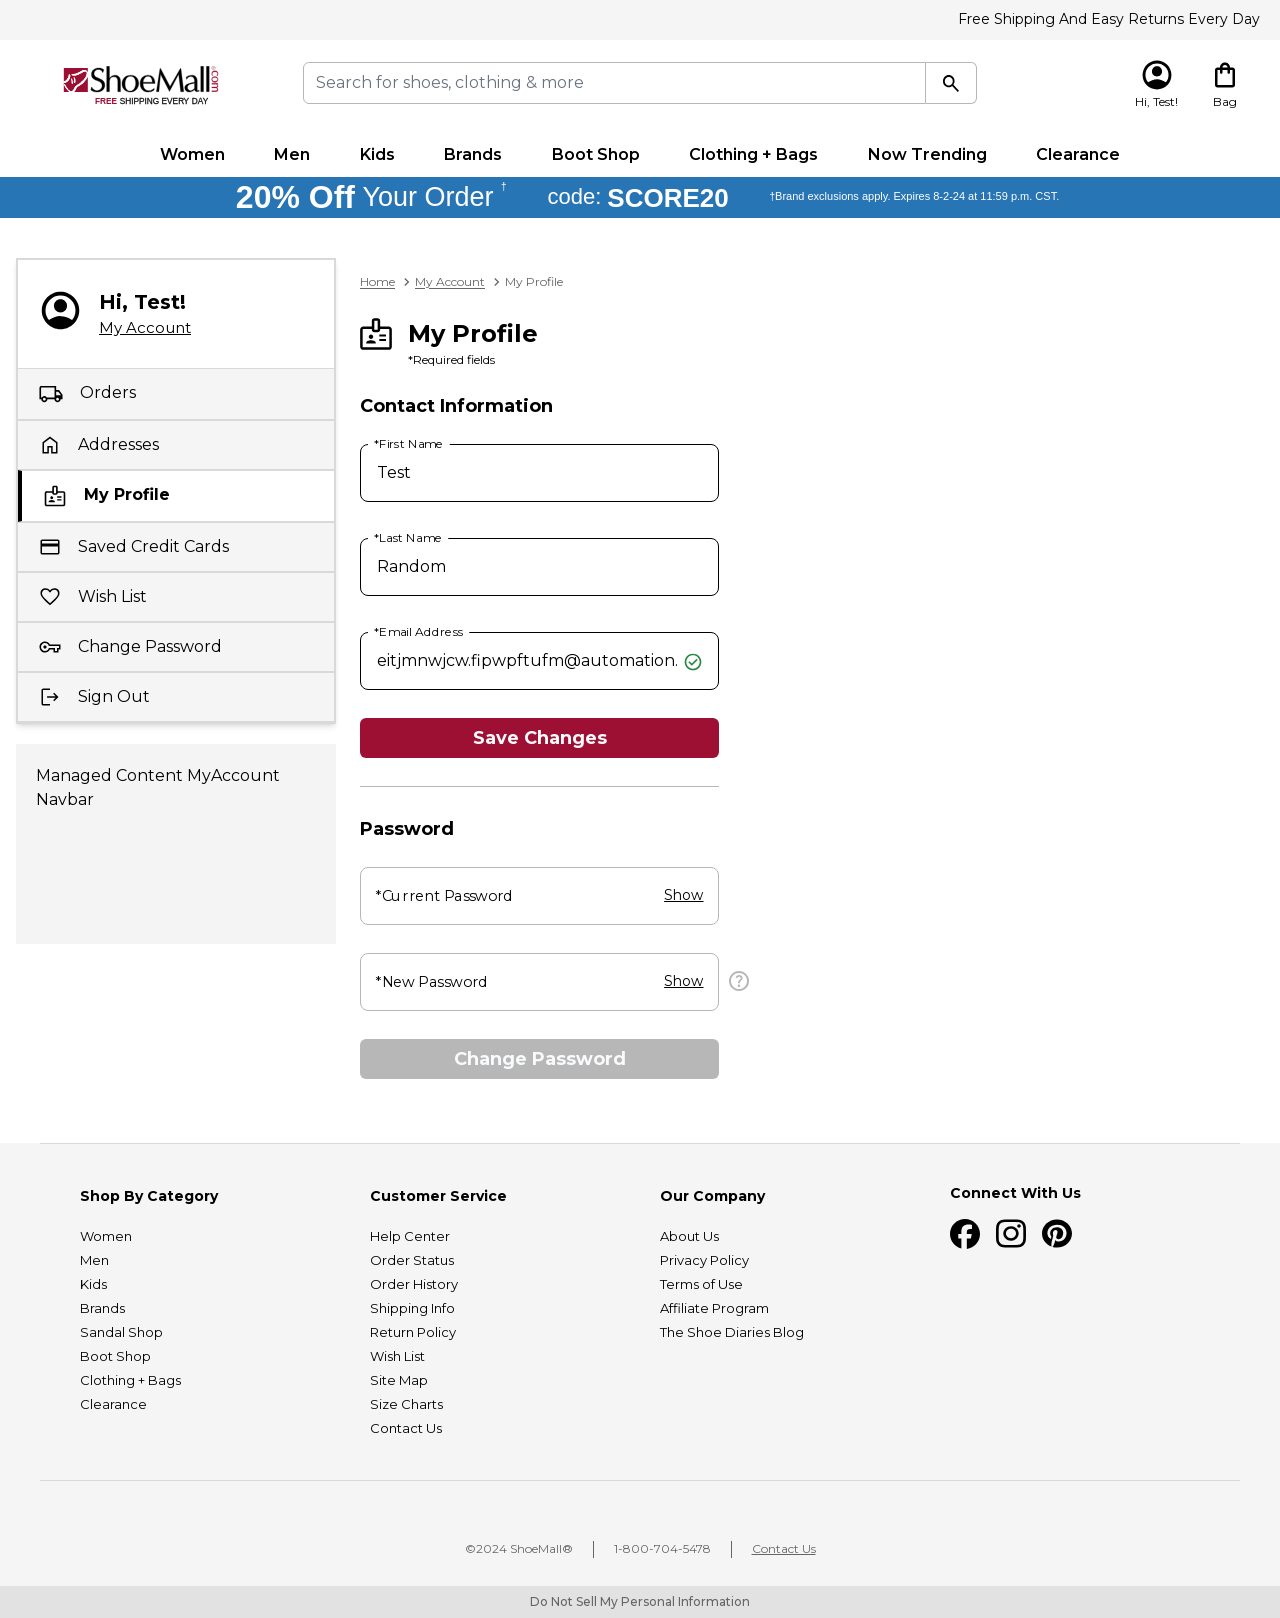 Free Shipping And Easy Returns Every Day
ShoeMall®.com
FREE SHIPPING EVERY DAY
Search for shoes, clothing & more
Hi, Test!
Bag
Women Men Kids Brands Boot Shop Clothing + Bags Now Trending Clearance
20% Off Your Order † code: SCORE20 †Brand exclusions apply. Expires 8-2-24 at 11:59 p.m. CST.
Hi, Test!
My Account
Orders
Addresses
My Profile
Saved Credit Cards
Wish List
Change Password
Sign Out
Managed Content MyAccount
Navbar
Home > My Account > My Profile
My Profile
*Required fields
Contact Information
*First Name
Test
*Last Name
Random
*Email Address
eitjmnwjcw.fipwpftufm@automation.
Save Changes
Password
*Current Password Show
*New Password Show
?
Change Password
Shop By Category
Women
Men
Kids
Brands
Sandal Shop
Boot Shop
Clothing + Bags
Clearance
Customer Service
Help Center
Order Status
Order History
Shipping Info
Return Policy
Wish List
Site Map
Size Charts
Contact Us
Our Company
About Us
Privacy Policy
Terms of Use
Affiliate Program
The Shoe Diaries Blog
Connect With Us
©2024 ShoeMall® | 1-800-704-5478 | Contact Us
Do Not Sell My Personal Information